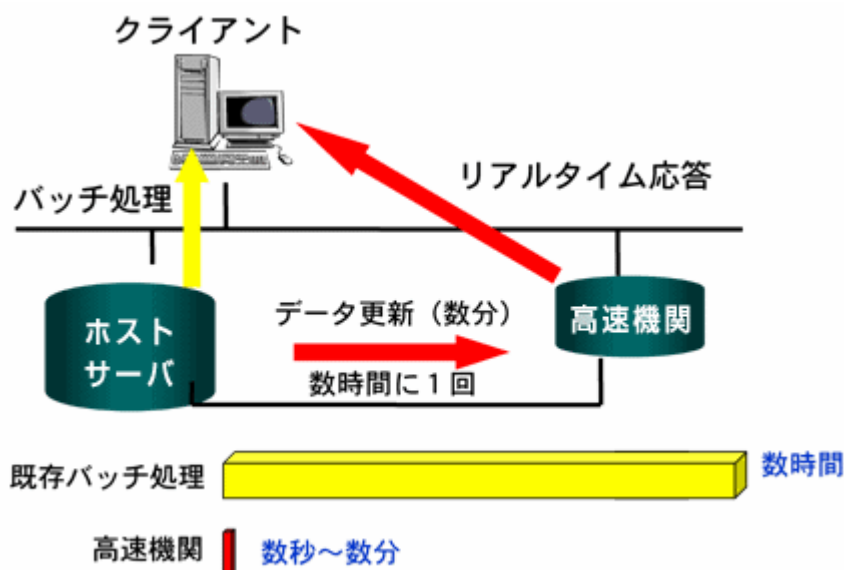 クライアント
バッチ処理
リアルタイム応答
ホスト
サーバ
データ更新（数分）
数時間に１回
高速機関
既存バッチ処理
数時間
高速機関
数秒～数分